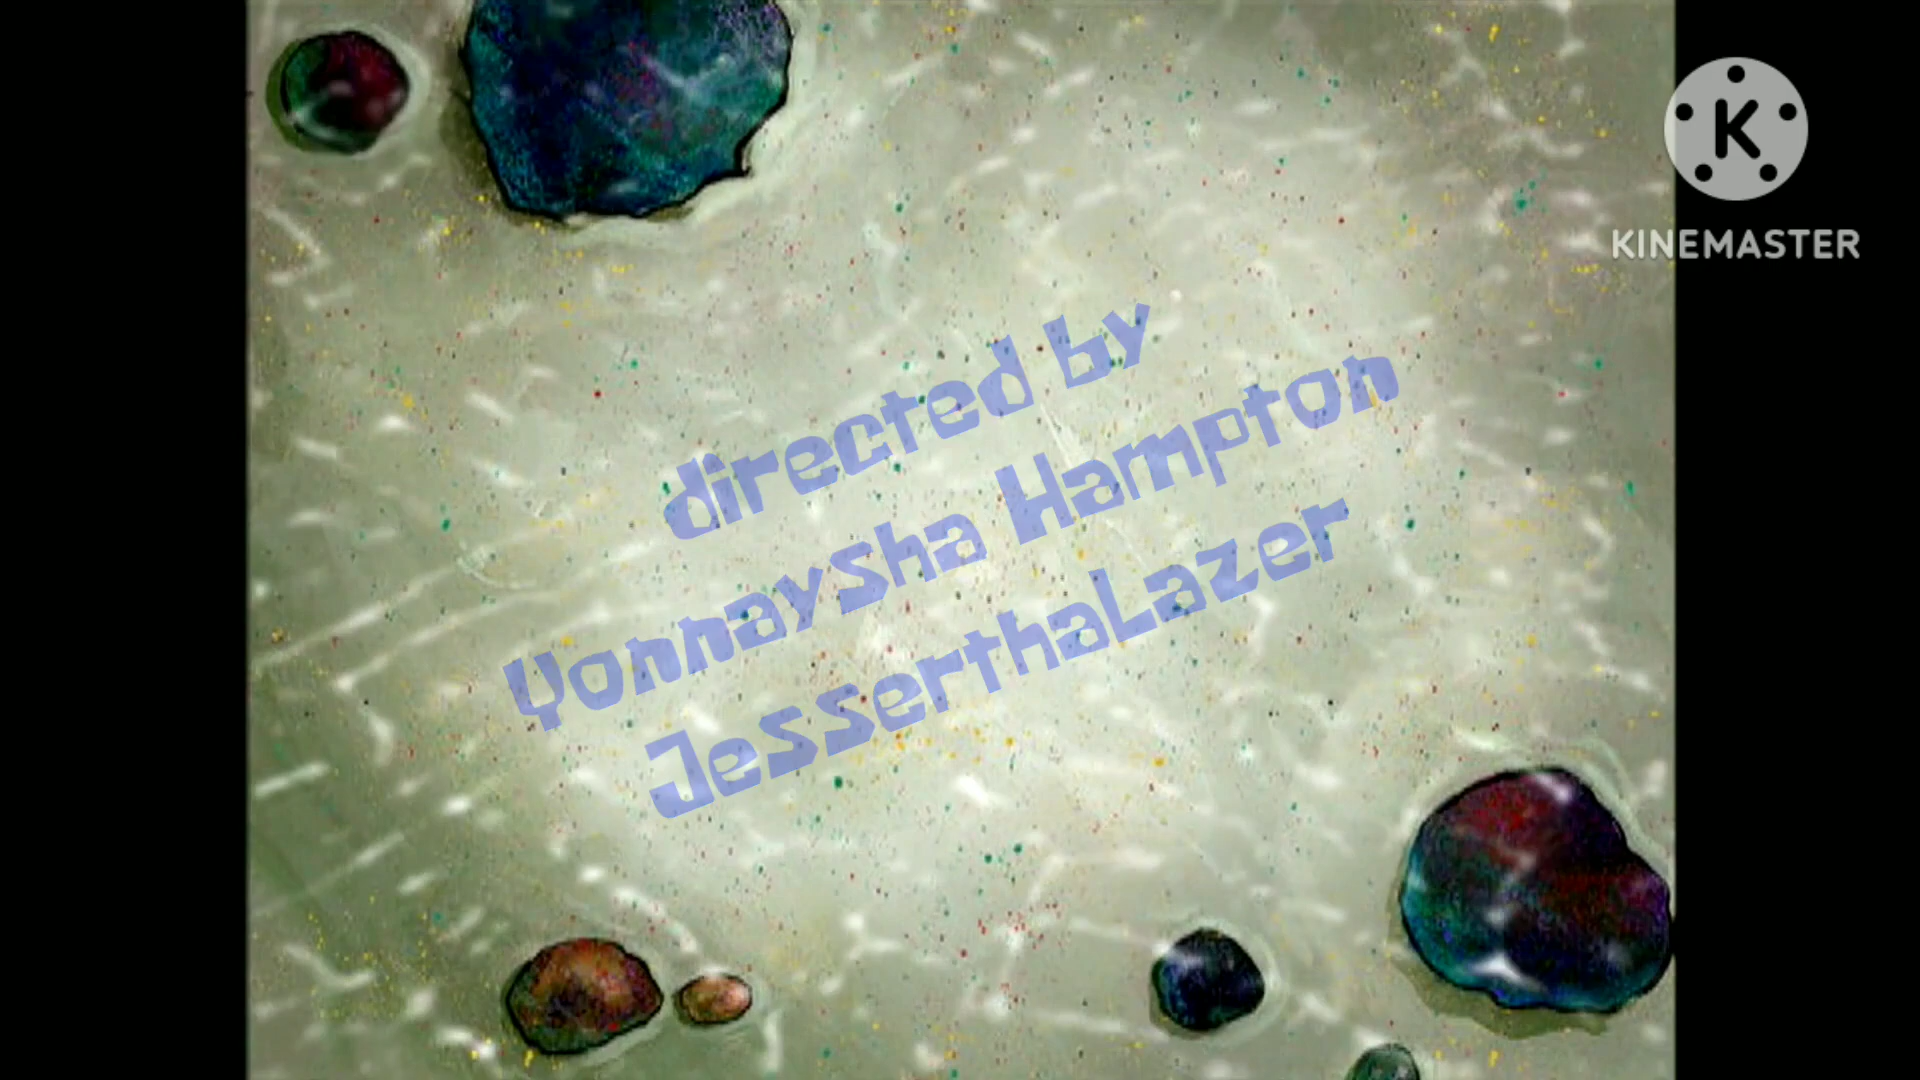 K
KINEMASTER
directed by
Yonnaysha Hampton
JesserthaLazer